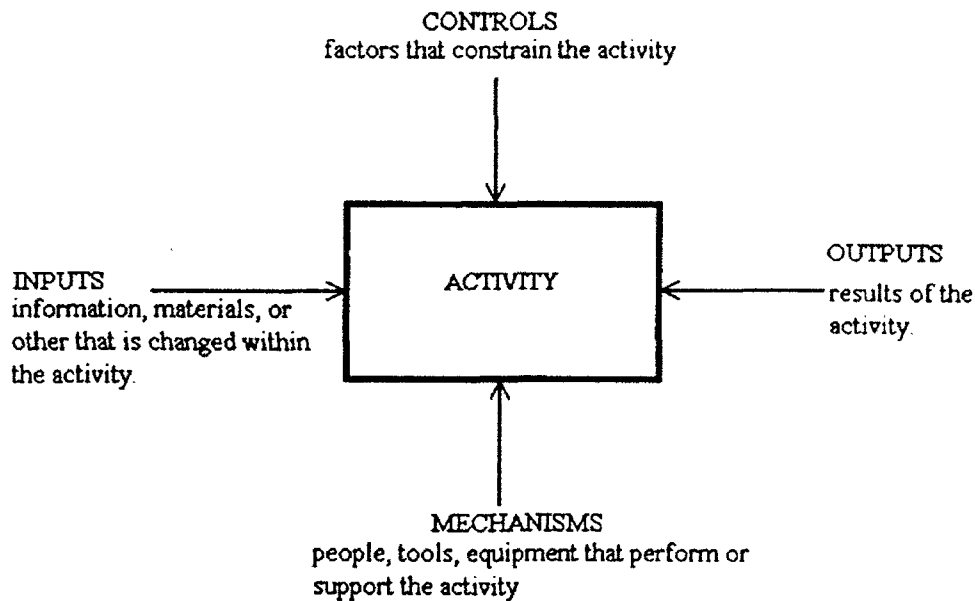 CONTROLS
factors that constrain the activity
INPUTS
information, materials, or
other that is changed within
the activity.
ACTIVITY
OUTPUTS
results of the
activity.
MECHANISMS
people, tools, equipment that perform or
support the activity